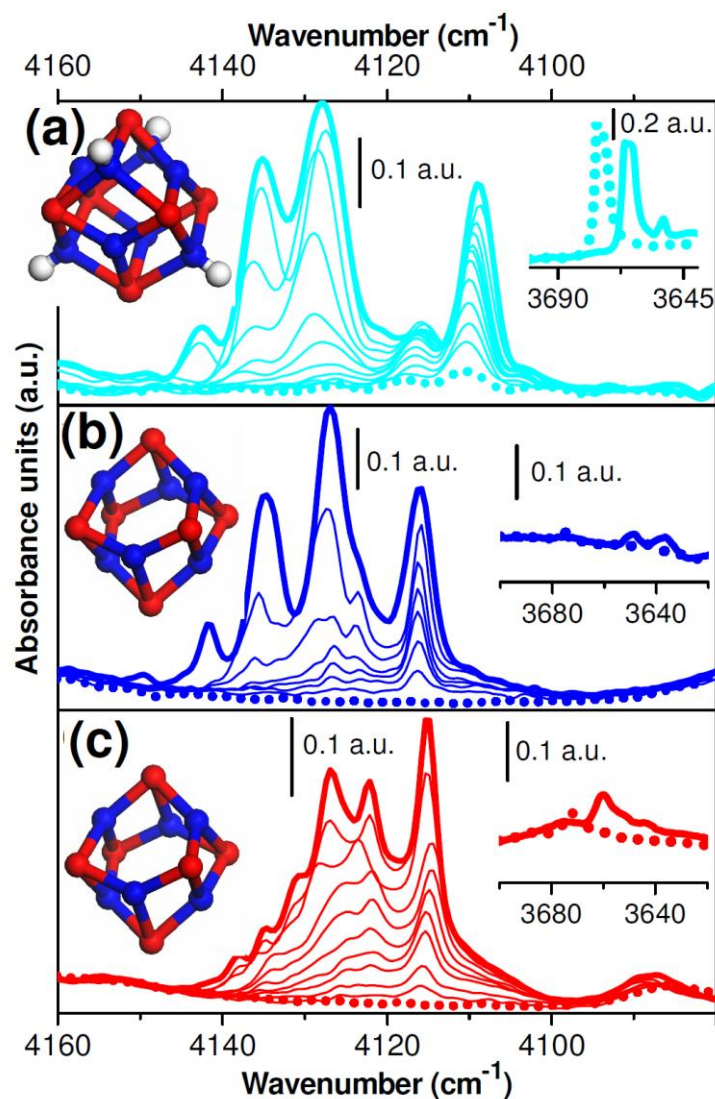 Wavenumber (cm-1)
4160 4140 4120 4100
(a)
0.1 a.u.
0.2 a.u.
3690 3645
Absorbance units (a.u.)
(b)
0.1 a.u.
0.1 a.u.
3680 3640
(c)
0.1 a.u.
0.1 a.u.
3680 3640
4160 4140 4120 4100
Wavenumber (cm-1)